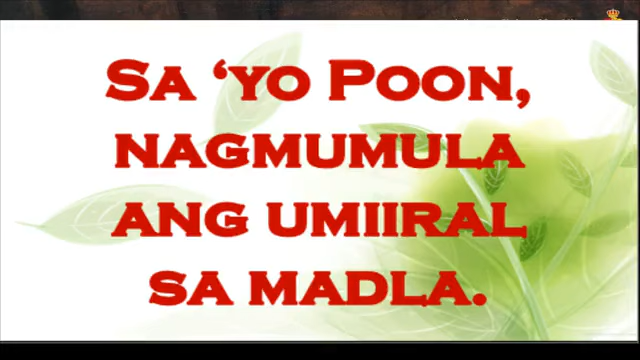 SA ‘YO POON,
NAGMUMULA
ANG UMIIRAL
SA MADLA.